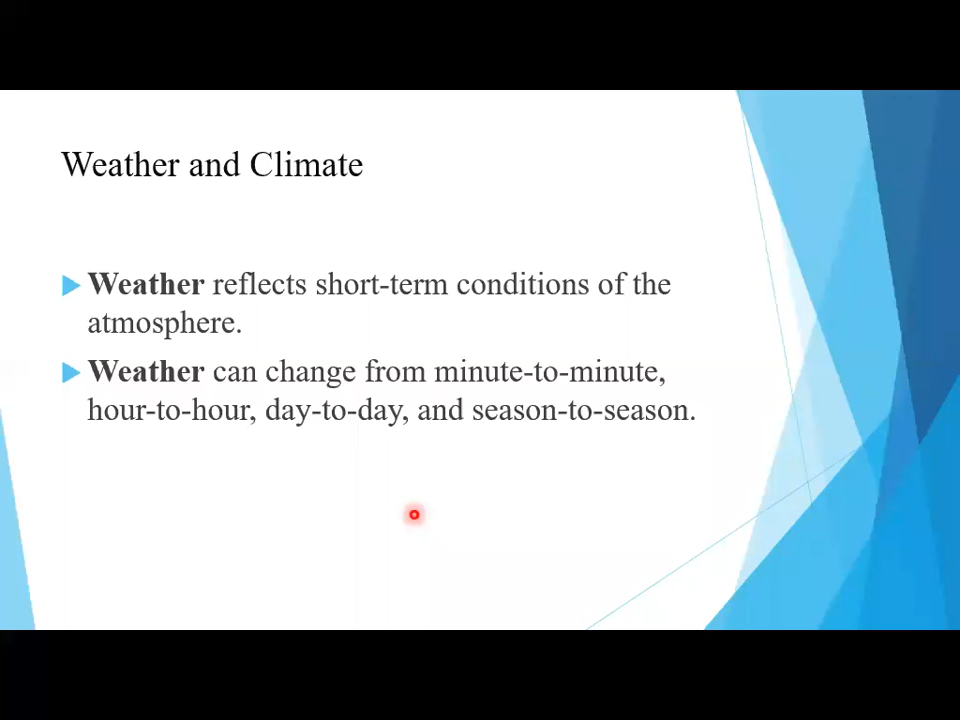 Weather and Climate
Weather reflects short-term conditions of the
atmosphere.
Weather can change from minute-to-minute,
hour-to-hour, day-to-day, and season-to-season.